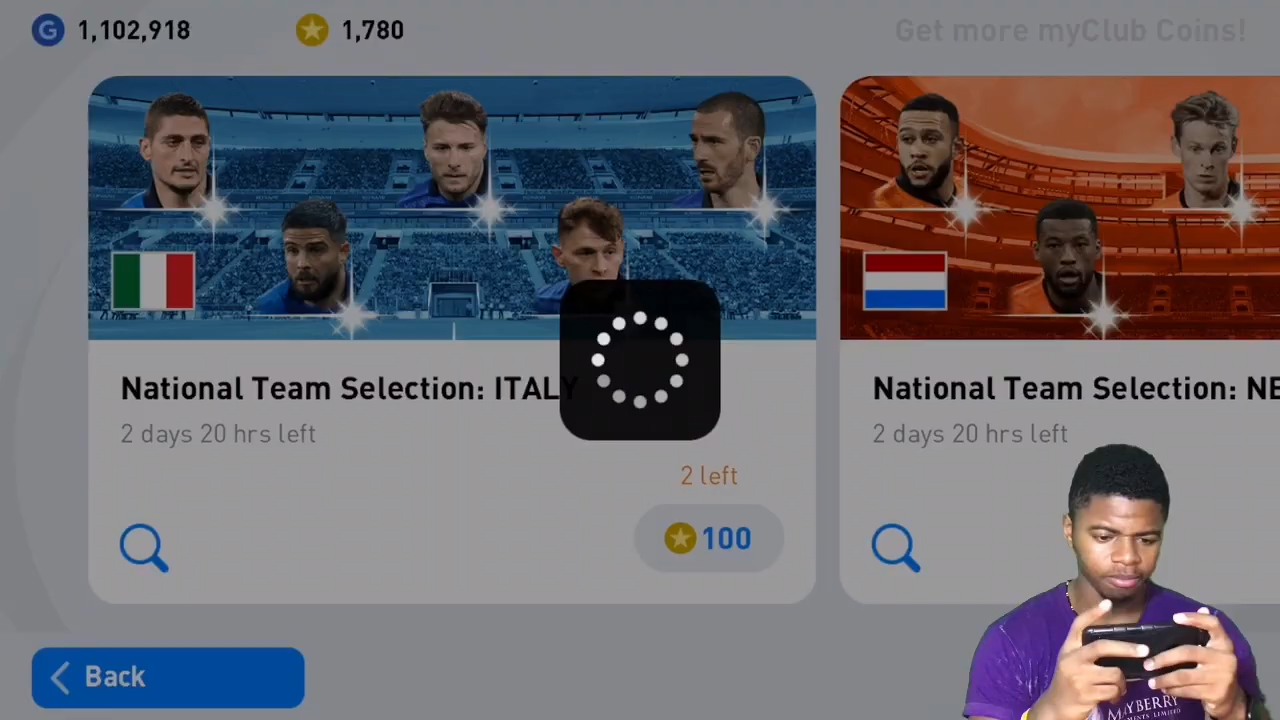 G 1,102,918
1,780
Get more myClub Coins!
National Team Selection: ITALY
2 days 20 hrs left
2 left
100
National Team Selection: NE
2 days 20 hrs left
Back
MAYBERRY